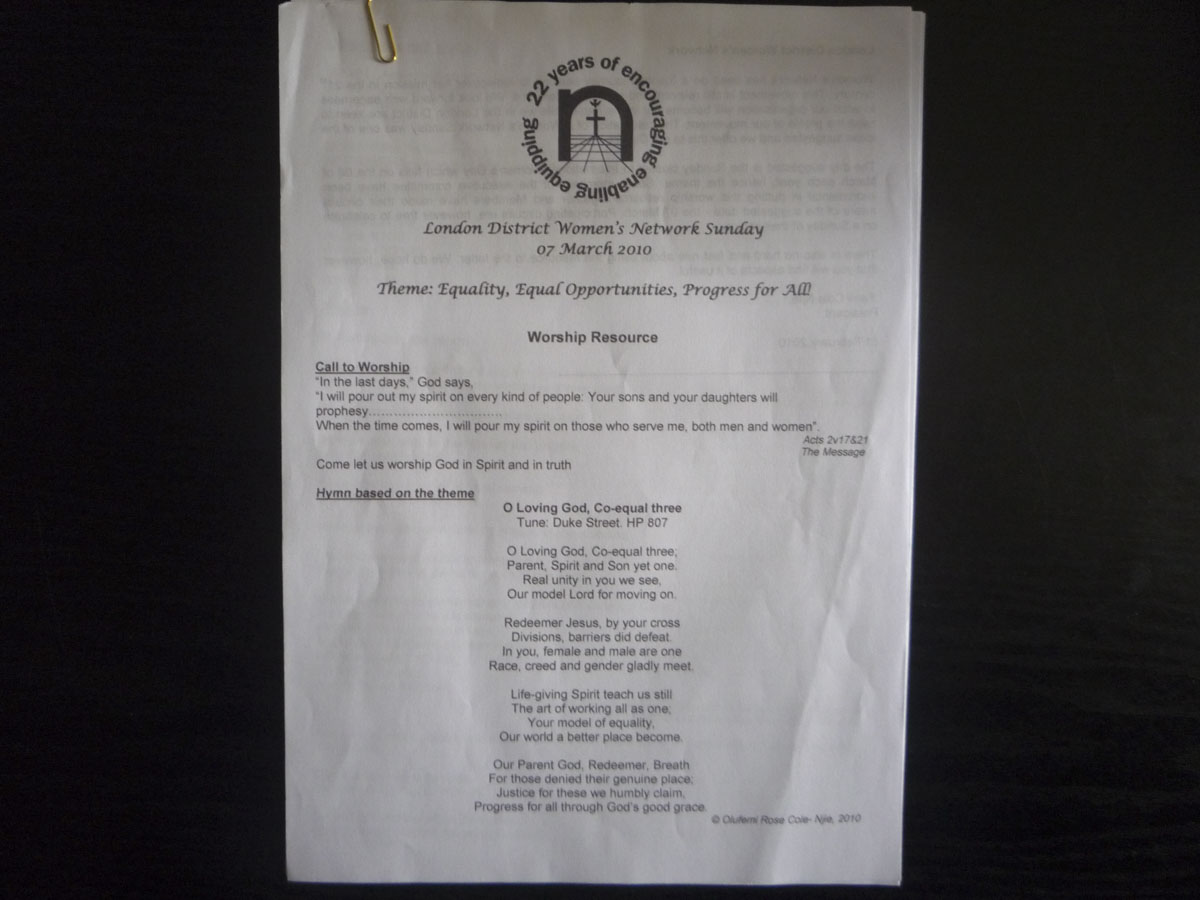 22 years of encouraging enabling equipping
n
London District Women's Network Sunday
07 March 2010
Theme: Equality, Equal Opportunities, Progress for All!
Worship Resource
Call to Worship
"In the last days," God says,
"I will pour out my spirit on every kind of people: Your sons and your daughters will
prophesy……………………………
When the time comes, I will pour my spirit on those who serve me, both men and women".
Acts 2v17&21
The Message
Come let us worship God in Spirit and in truth
Hymn based on the theme
O Loving God, Co-equal three
Tune: Duke Street. HP 807
O Loving God, Co-equal three;
Parent, Spirit and Son yet one.
Real unity in you we see,
Our model Lord for moving on.
Redeemer Jesus, by your cross
Divisions, barriers did defeat.
In you, female and male are one
Race, creed and gender gladly meet.
Life-giving Spirit teach us still
The art of working all as one;
Your model of equality,
Our world a better place become.
Our Parent God, Redeemer, Breath
For those denied their genuine place;
Justice for these we humbly claim,
Progress for all through God's good grace.
© Olufemi Rose Cole- Njie, 2010